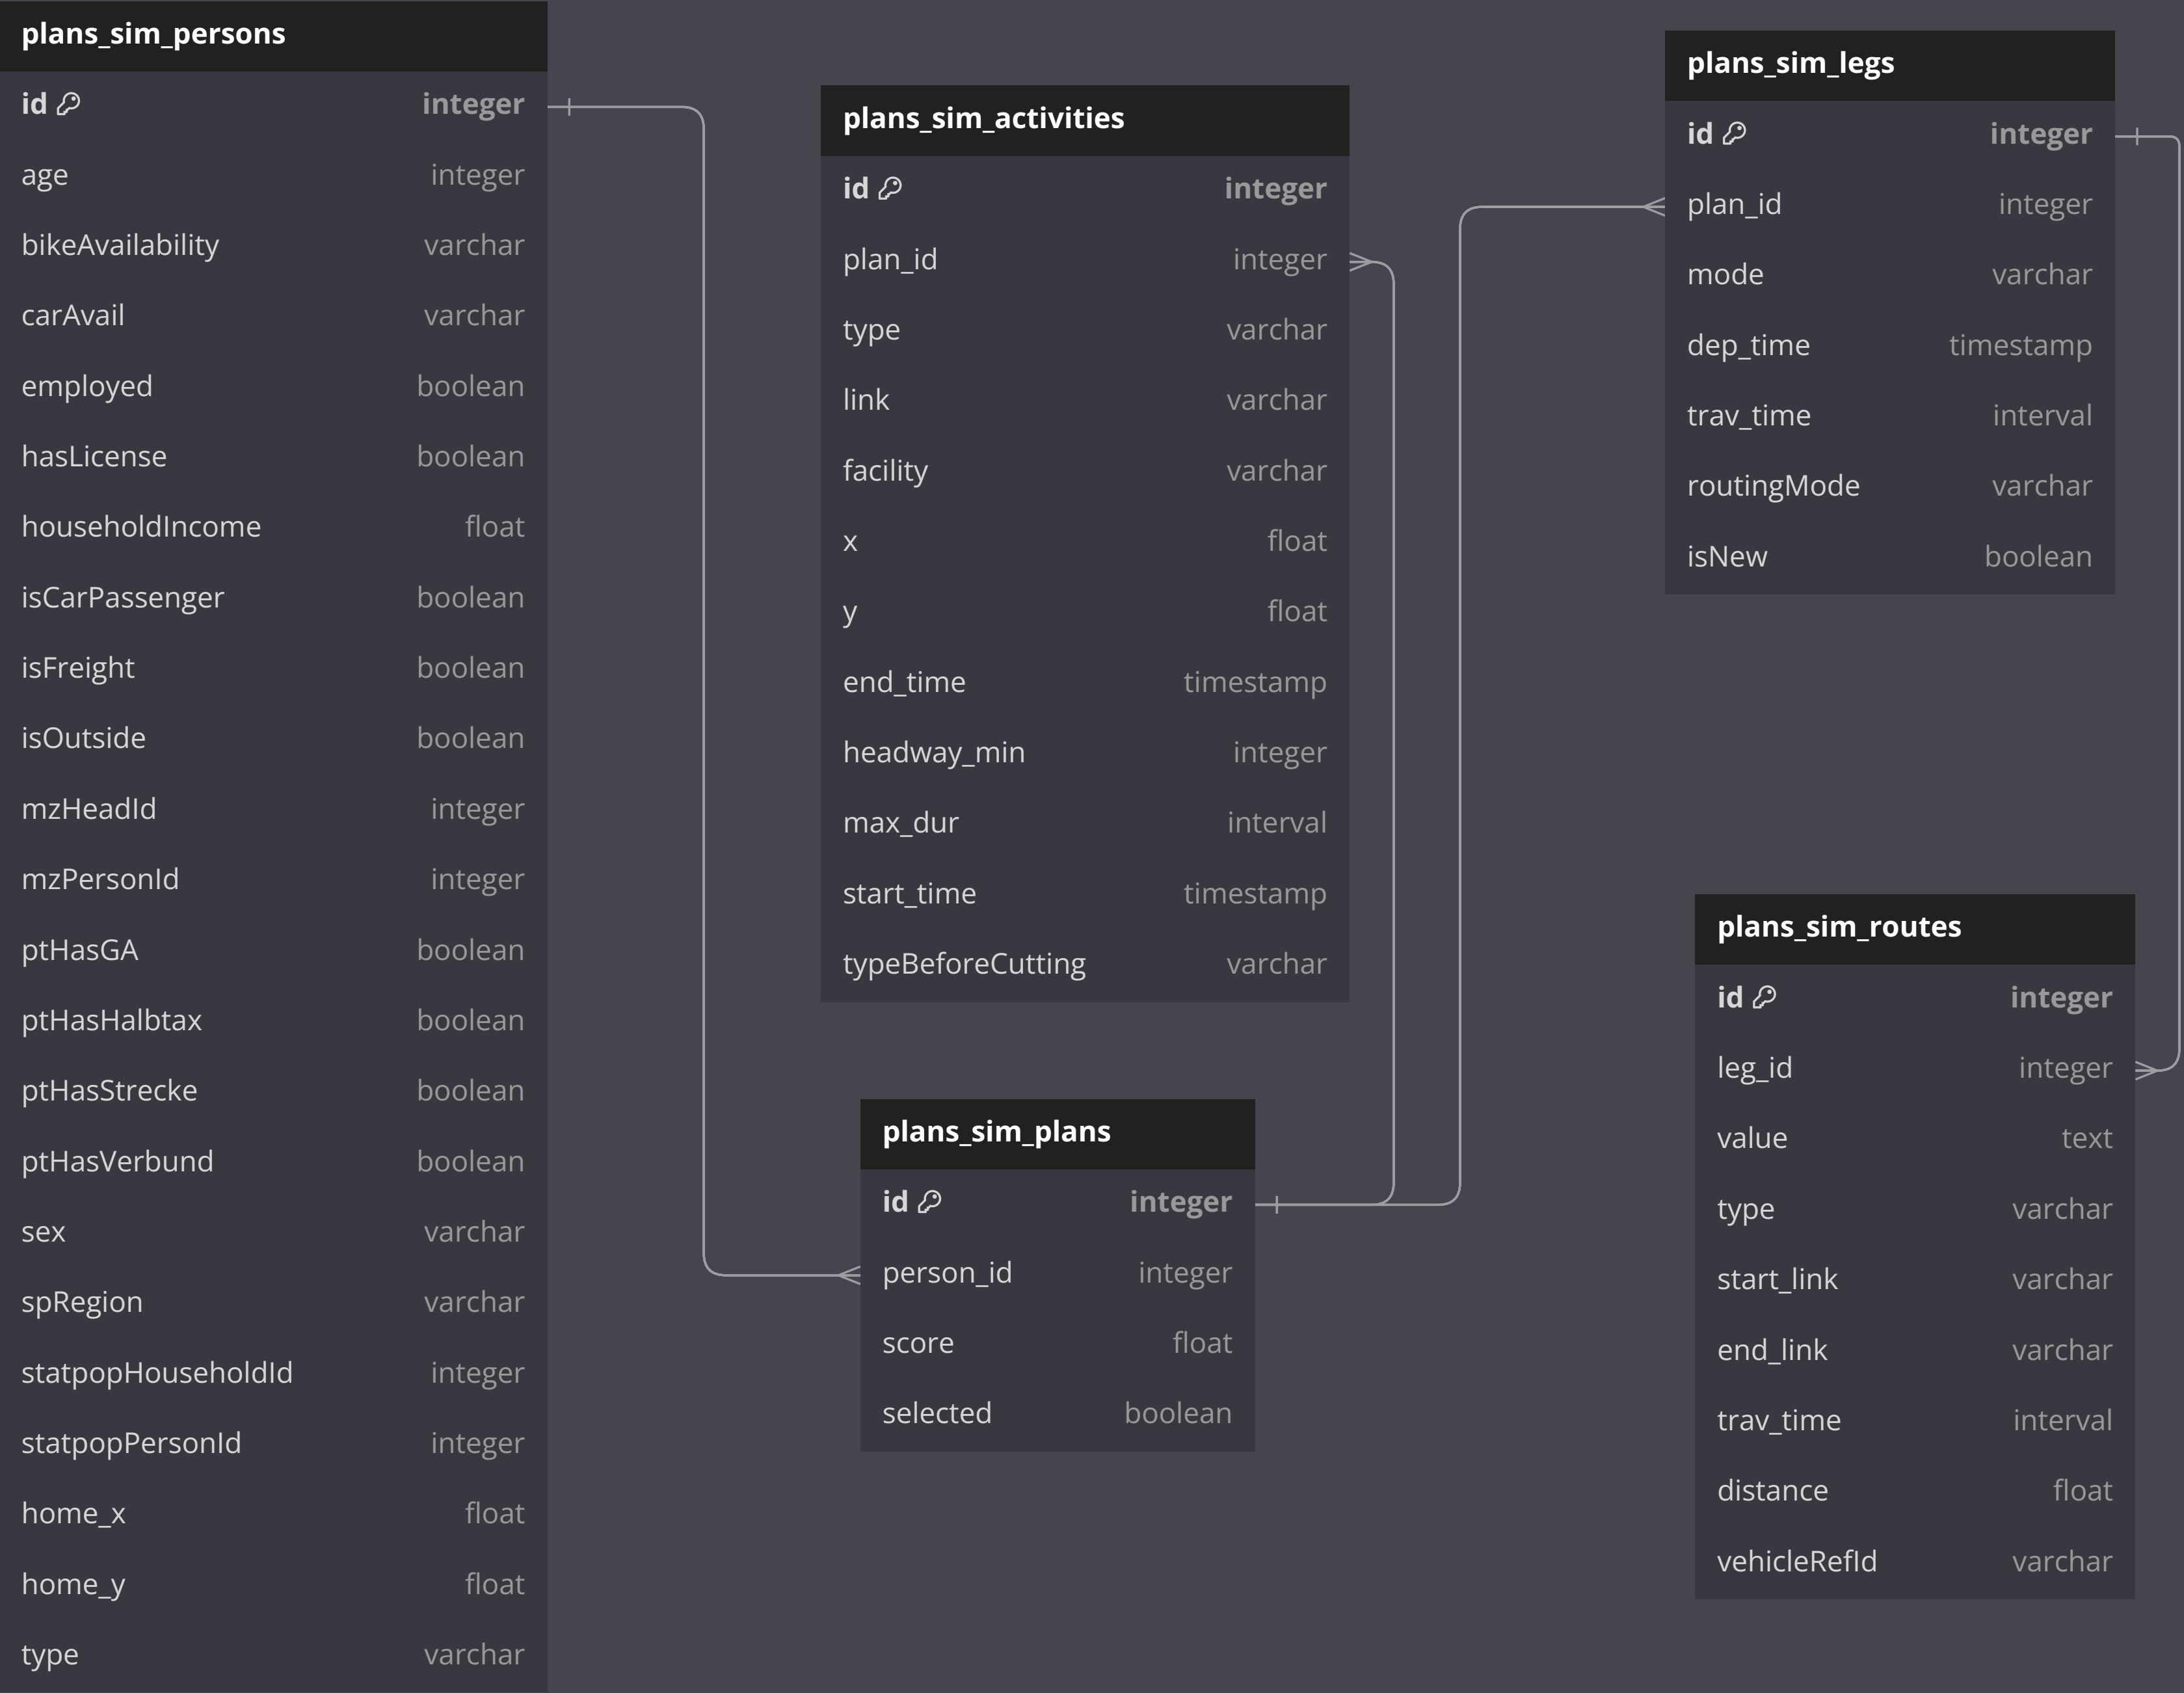 plans_sim_persons
id integer
age integer
bikeAvailability varchar
carAvail varchar
employed boolean
hasLicense boolean
householdIncome float
isCarPassenger boolean
isFreight boolean
isOutside boolean
mzHeadId integer
mzPersonId integer
ptHasGA boolean
ptHasHalbtax boolean
ptHasStrecke boolean
ptHasVerbund boolean
sex varchar
spRegion varchar
statpopHouseholdId integer
statpopPersonId integer
home_x float
home_y float
type varchar
plans_sim_activities
id integer
plan_id integer
type varchar
link varchar
facility varchar
x float
y float
end_time timestamp
headway_min integer
max_dur interval
start_time timestamp
typeBeforeCutting varchar
plans_sim_plans
id integer
person_id integer
score float
selected boolean
plans_sim_legs
id integer
plan_id integer
mode varchar
dep_time timestamp
trav_time interval
routingMode varchar
isNew boolean
plans_sim_routes
id integer
leg_id integer
value text
type varchar
start_link varchar
end_link varchar
trav_time interval
distance float
vehicleRefId varchar